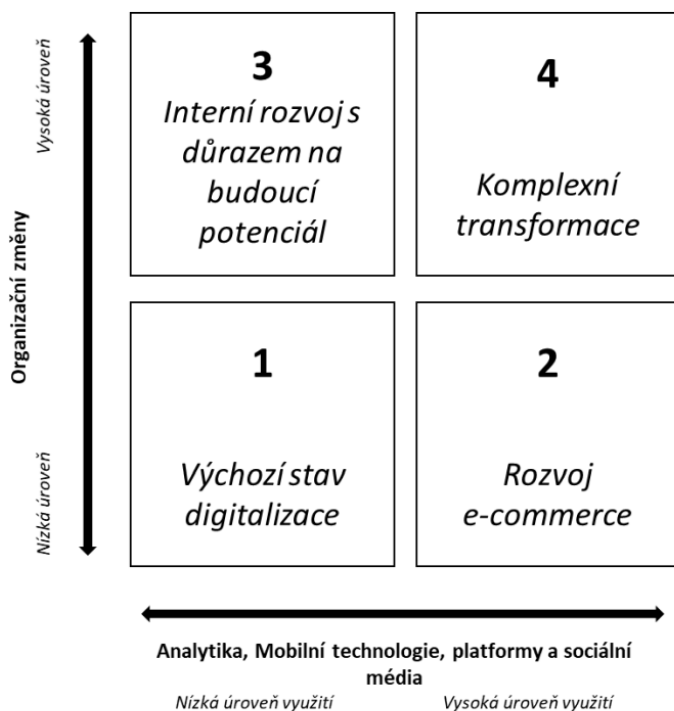 Vysoká úroveň
Organizační změny
Nízká úroveň
3
Interní rozvoj s
důrazem na
budoucí
potenciál
4
Komplexní
transformace
1
Výchozí stav
digitalizace
2
Rozvoj
e-commerce
Analytika, Mobilní technologie, platformy a sociální
média
Nízká úroveň využití
Vysoká úroveň využití